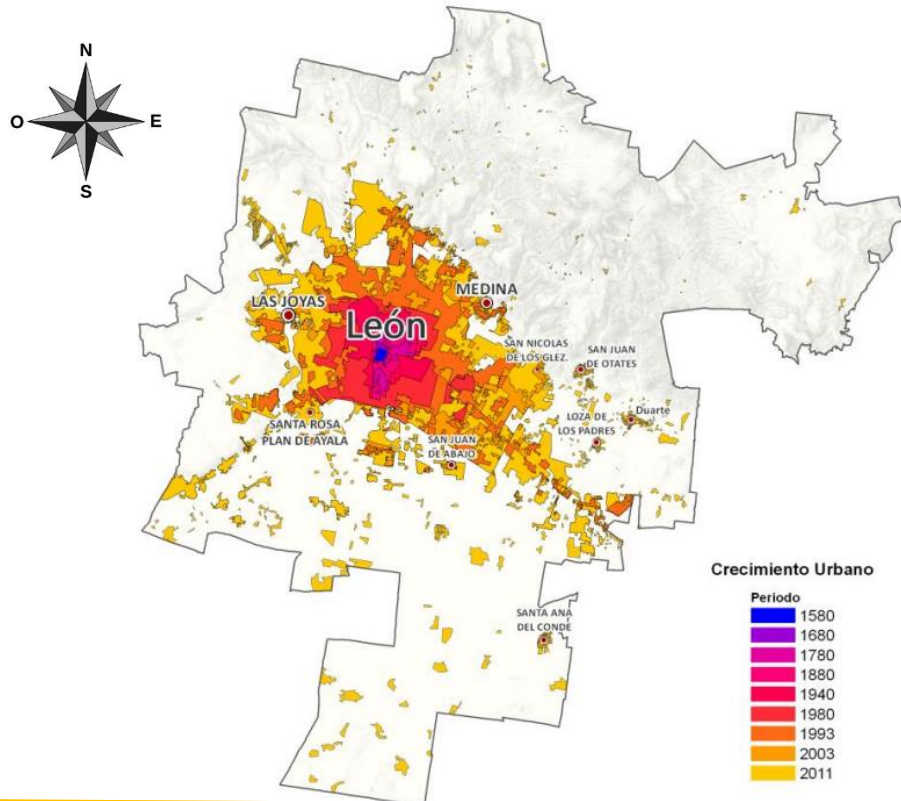 N
O
E
S
LAS JOYAS
MEDINA
León
SAN NICOLAS
DE LOS GLEZ.
SAN JUAN
DE OTATES
Duarte
LOZA DE
LOS PADRES
SANTA ROSA
PLAN DE AYALA
SAN JUAN
DE ABAJO
SANTA ANA
DEL CONDE
Crecimiento Urbano
Periodo
1580
1680
1780
1880
1940
1980
1993
2003
2011